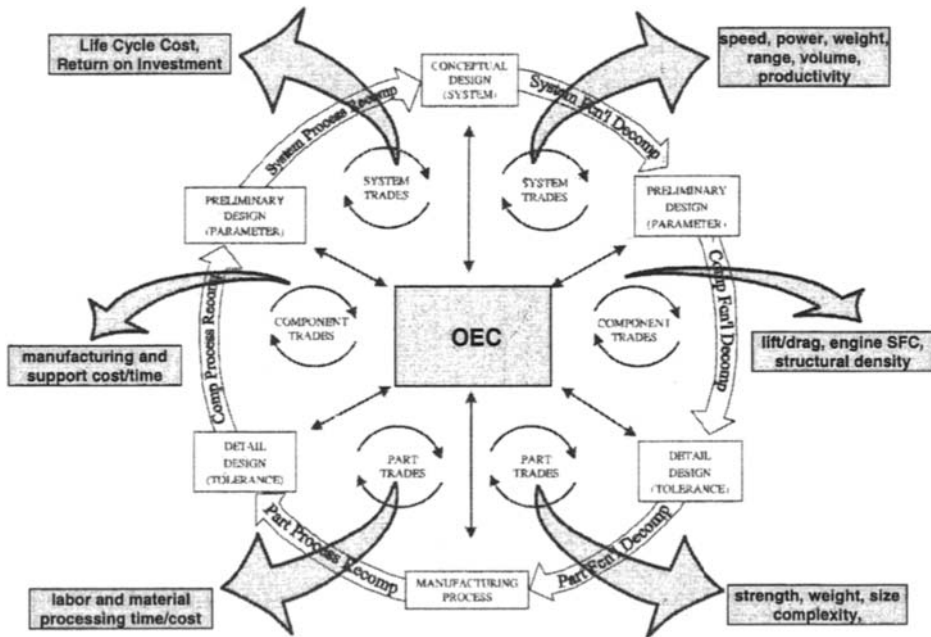 Life Cycle Cost,
Return on Investment
speed, power, weight,
range, volume,
productivity
CONCEPTUAL
DESIGN
(SYSTEM)
System Process Recomp
System Fcn'l Decomp
SYSTEM
TRADES
SYSTEM
TRADES
PRELIMINARY
DESIGN
(PARAMETER)
PRELIMINARY
DESIGN
(PARAMETER)
Comp Process Recomp
Comp Fcn'l Decomp
COMPONENT
TRADES
OEC
COMPONENT
TRADES
manufacturing and
support cost/time
lift/drag, engine SFC,
structural density
DETAIL
DESIGN
(TOLERANCE)
PART
TRADES
PART
TRADES
DETAIL
DESIGN
(TOLERANCE)
Part Process Recomp
Part Fcn'l Decomp
MANUFACTURING
PROCESS
labor and material
processing time/cost
strength, weight, size
complexity,